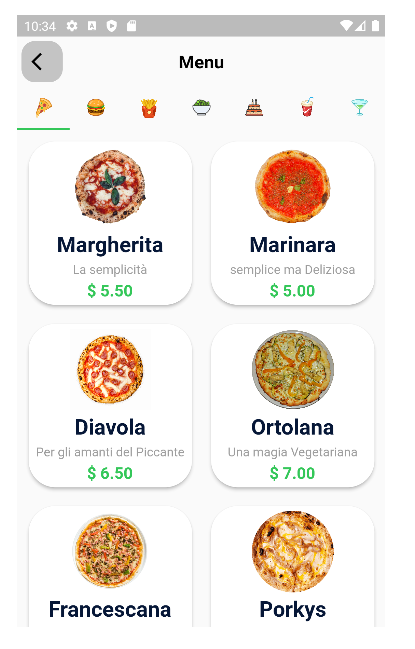 10:34
Menu
Margherita
La semplicità
$ 5.50
Marinara
semplice ma Deliziosa
$ 5.00
Diavola
Per gli amanti del Piccante
$ 6.50
Ortolana
Una magia Vegetariana
$ 7.00
Francescana
Porkys